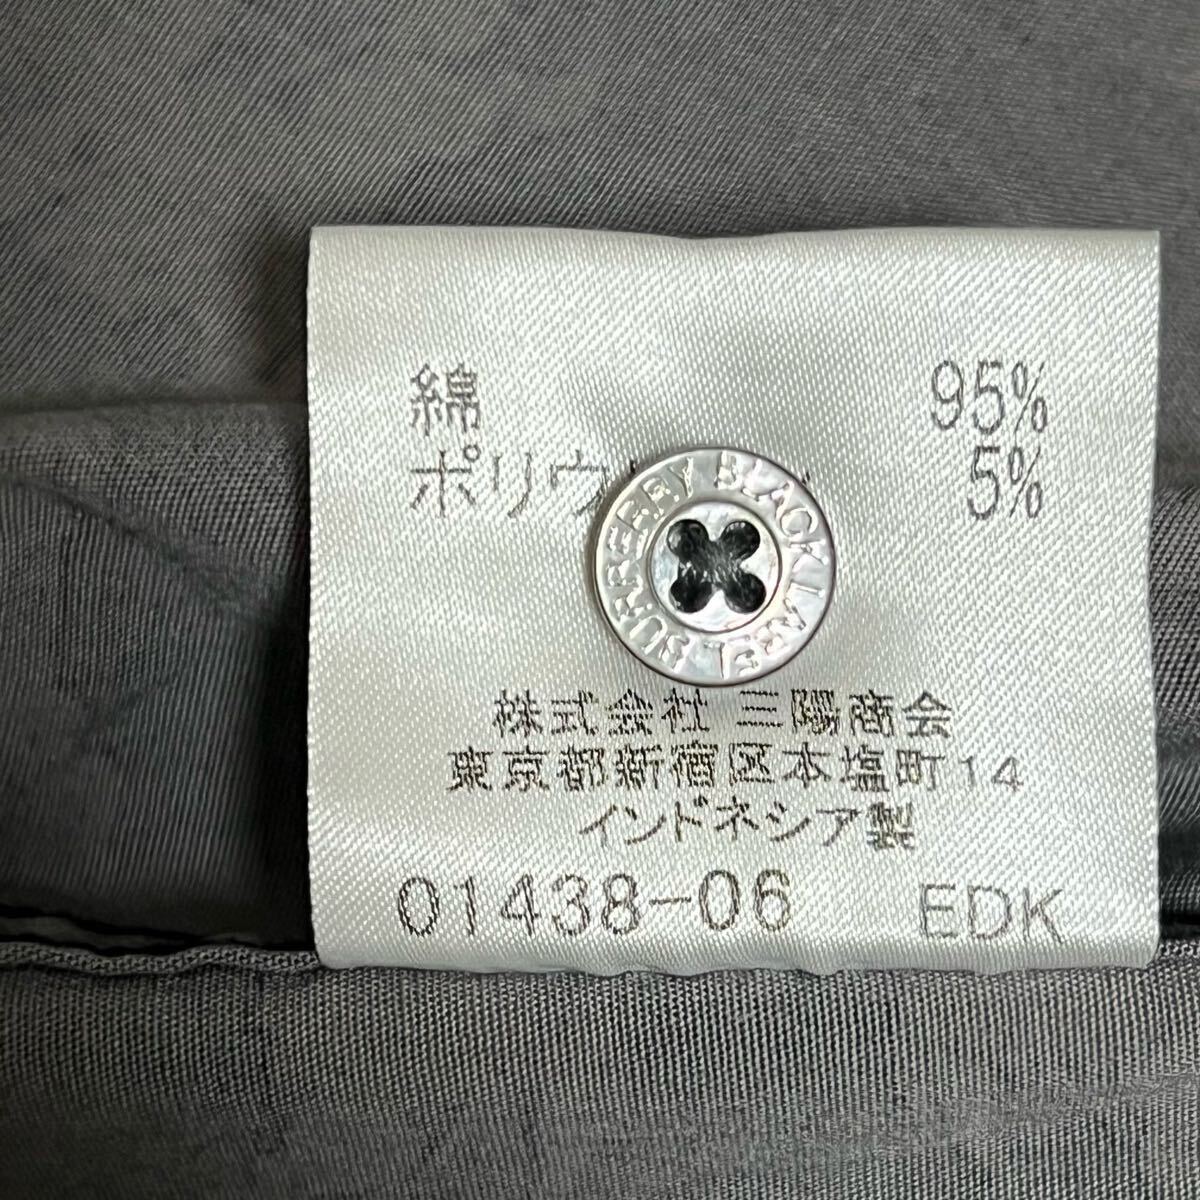 綿 95%
ポリウ 5%
BURBERRY BLACK LABEL
株式会社 三陽商会
東京都新宿区本塩町14
インドネシア製
01438-06 EDK